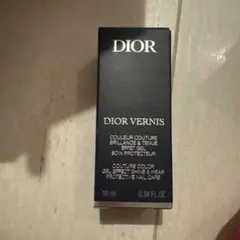 DIOR
DIOR VERNIS
COULEUR COUTURE
BRILLANCE & TENUE
EFFET GEL
SOIN PROTECTEUR
COUTURE COLOR
GEL EFFECT SHINE & WEAR
PROTECTIVE NAIL CARE
10 ml 0.34 FL.OZ